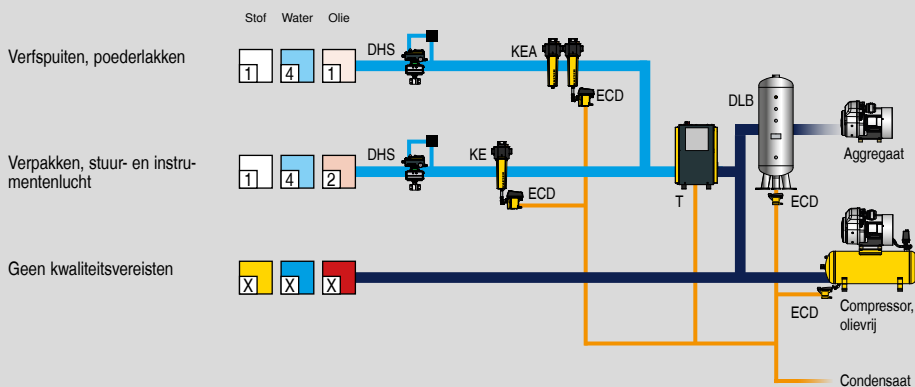 Stof Water Olie
Verfspuiten, poederlakken
1 4 1
DHS
KEA
ECD
DLB
Aggregaat
Verpakken, stuur- en instru-
mentenlucht
1 4 2
DHS
KE
ECD
T
ECD
Geen kwaliteitsvereisten
X X X
ECD
Compressor,
olievrij
Condensaat